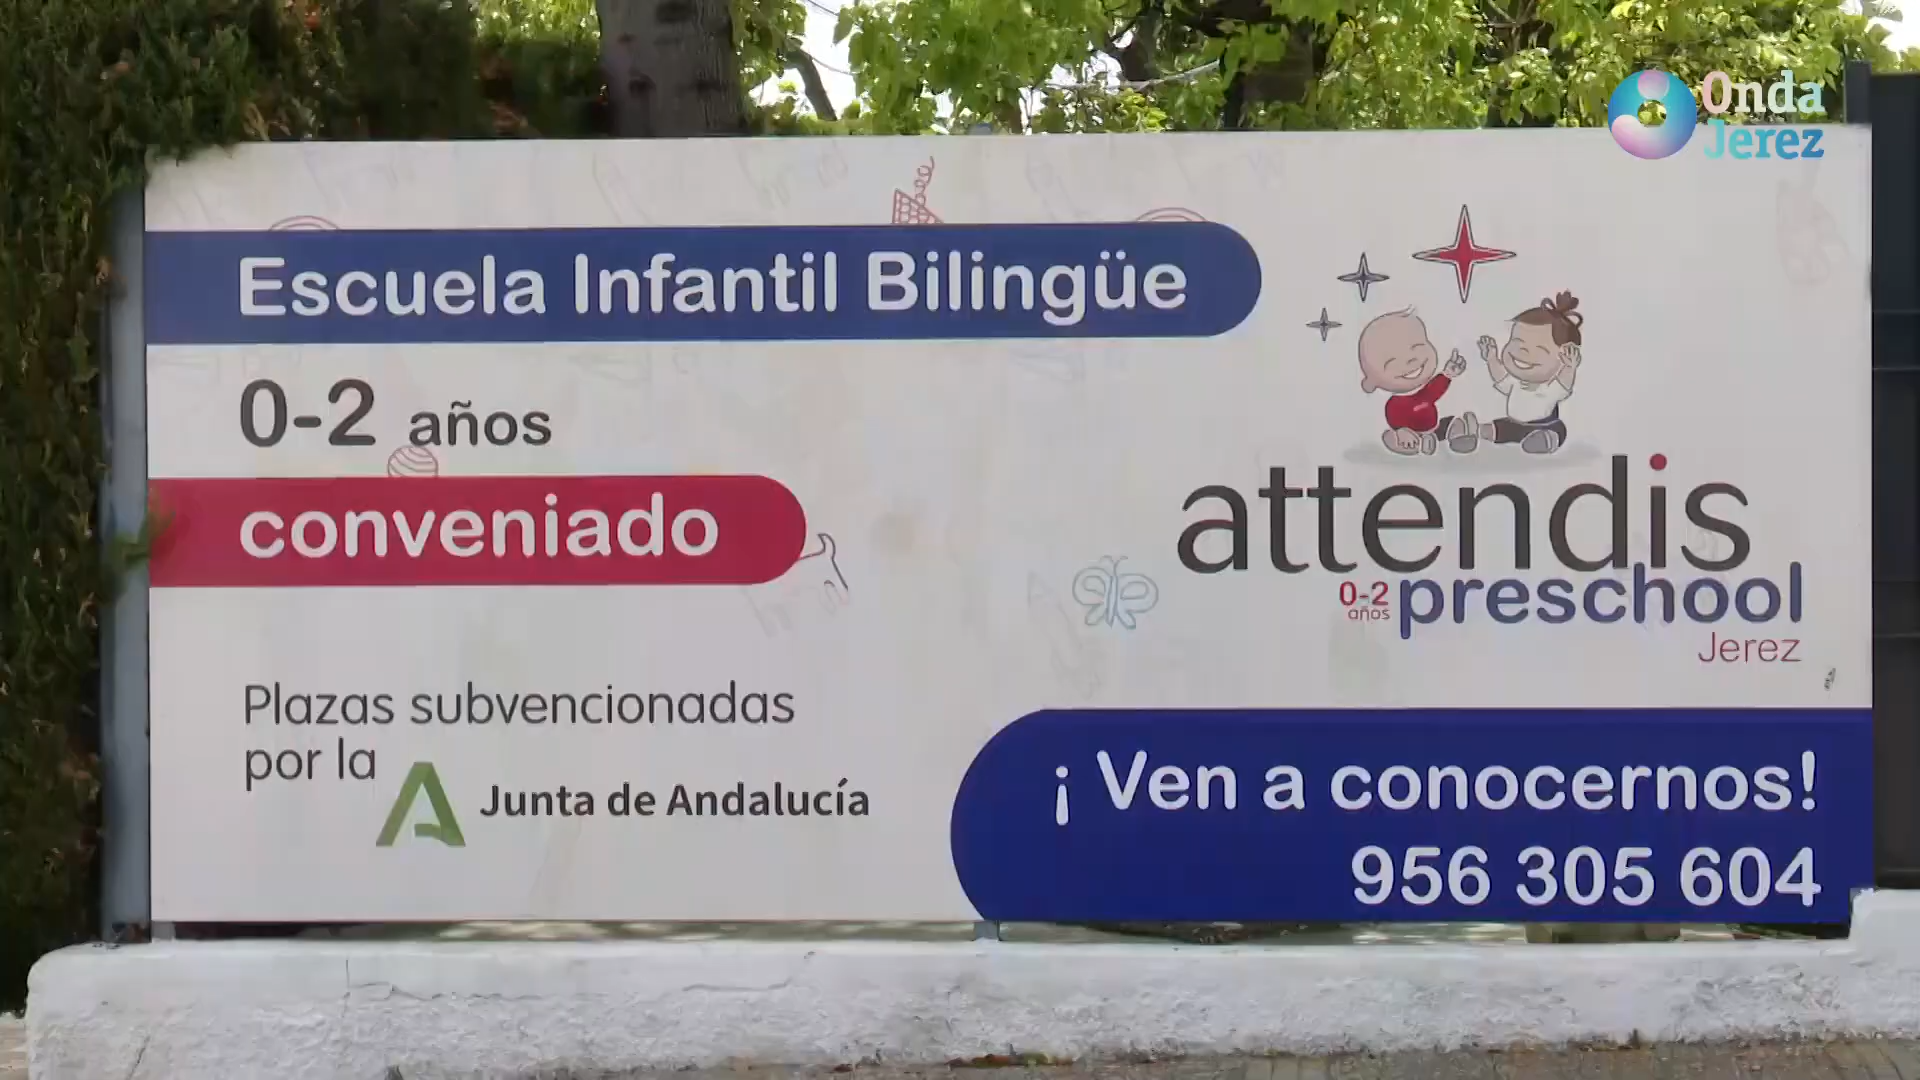 Onda
Jerez
Escuela Infantil Bilingüe
0-2 años
conveniado
attendis
0-2
años
preschool
Jerez
Plazas subvencionadas
por la
Junta de Andalucía
¡ Ven a conocernos!
956 305 604